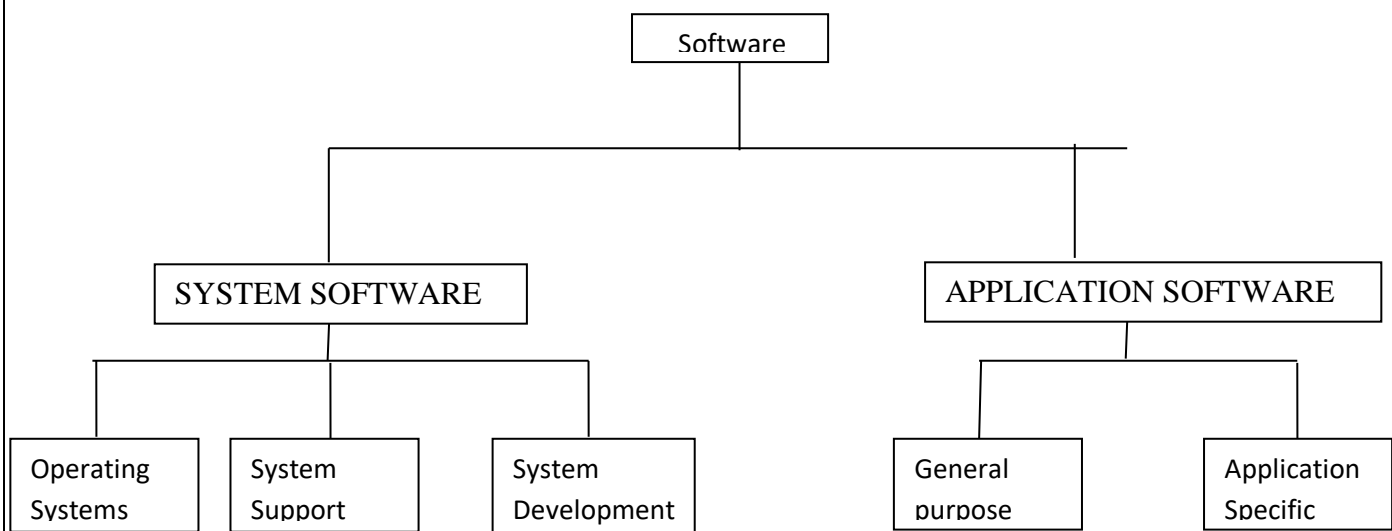 Software
SYSTEM SOFTWARE
APPLICATION SOFTWARE
Operating
Systems
System
Support
System
Development
General
purpose
Application
Specific